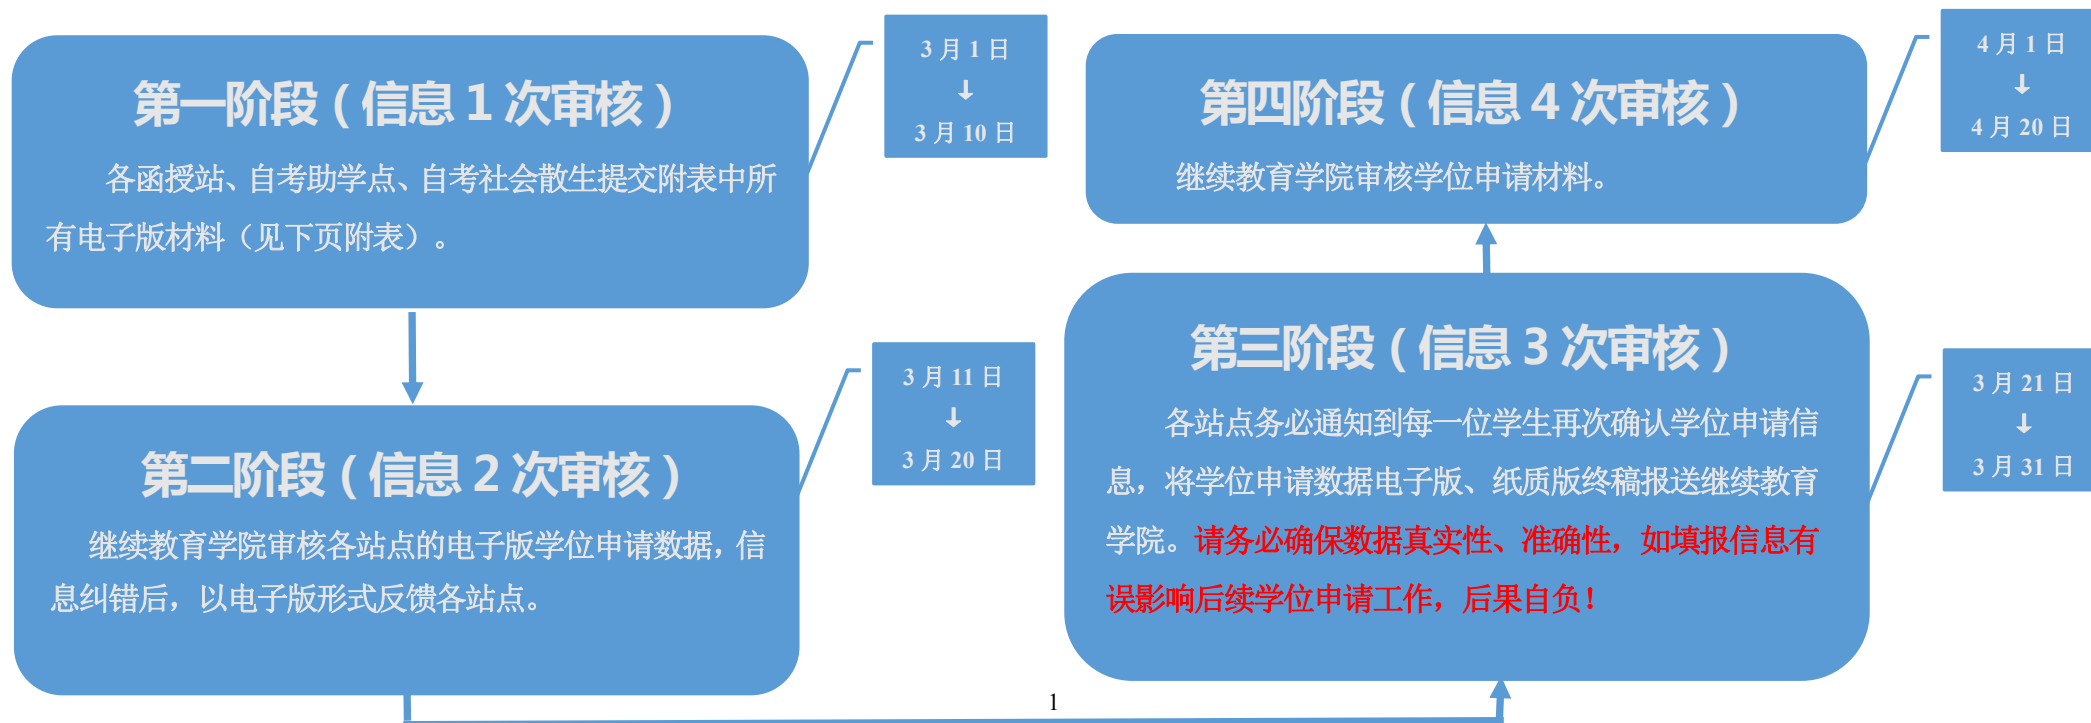 第一阶段（信息1次审核）
各函授站、自考助学点、自考社会散生提交附表中所
有电子版材料（见下页附表）。
3月1日
↓
3月10日
第二阶段（信息2次审核）
继续教育学院审核各站点的电子版学位申请数据，信
息纠错后，以电子版形式反馈各站点。
3月11日
↓
3月20日
第三阶段（信息3次审核）
各站点务必通知到每一位学生再次确认学位申请信
息，将学位申请数据电子版、纸质版终稿报送继续教育
学院。请务必确保数据真实性、准确性，如填报信息有
误影响后续学位申请工作，后果自负！
3月21日
↓
3月31日
第四阶段（信息4次审核）
继续教育学院审核学位申请材料。
4月1日
↓
4月20日
1